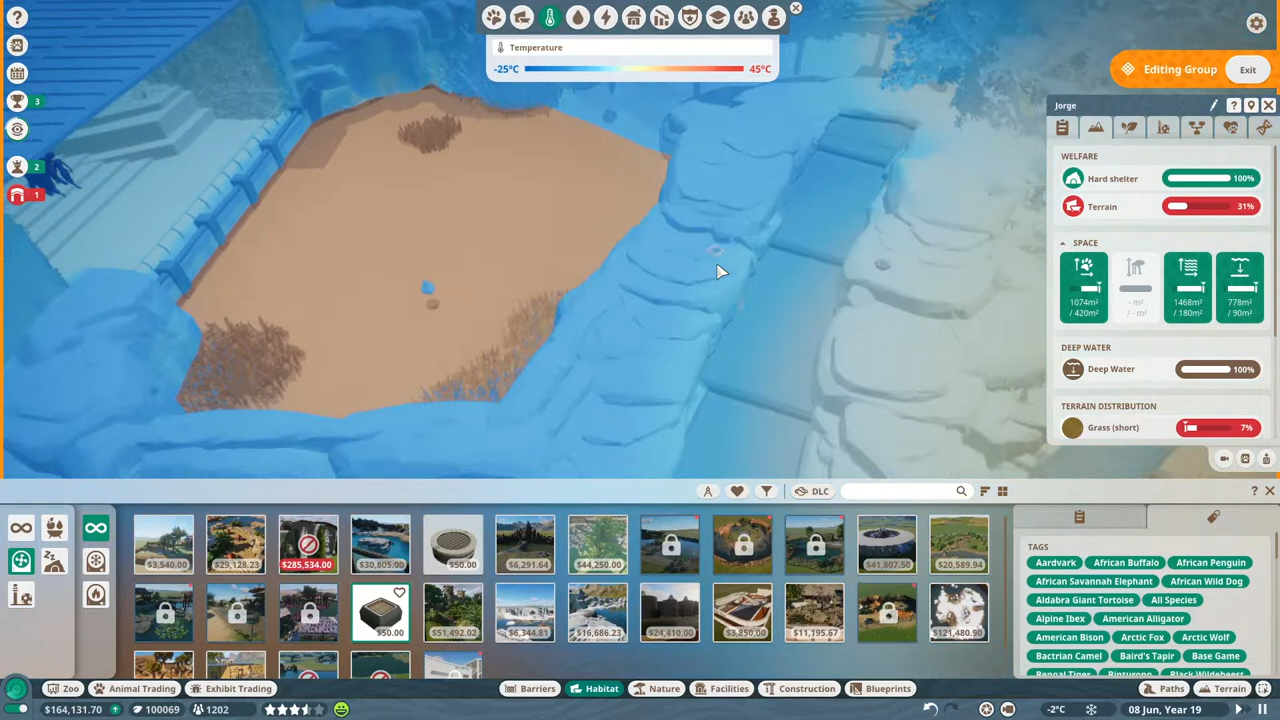 Temperature
-25°C
45°C
Editing Group
Exit
3
2
1
Jorge
WELFARE
Hard shelter
100%
Terrain
31%
SPACE
1074m²
/ 420m²
- m²
/ - m²
1468m²
/ 180m²
778m²
/ 90m²
DEEP WATER
Deep Water
100%
TERRAIN DISTRIBUTION
Grass (short)
7%
DLC
$3,540.00
$29,128.23
$285,534.00
$30,805.00
$50.00
$6,291.64
$44,250.00
$41,807.50
$20,589.94
$50.00
$51,492.02
$6,344.81
$16,686.23
$24,410.00
$3,850.00
$11,195.67
$121,480.90
TAGS
Aardvark
African Buffalo
African Penguin
African Savannah Elephant
African Wild Dog
Aldabra Giant Tortoise
All Species
Alpine Ibex
American Alligator
American Bison
Arctic Fox
Arctic Wolf
Bactrian Camel
Baird's Tapir
Base Game
Bengal Tiger
Binturong
Black Wildebeest
Zoo
Animal Trading
Exhibit Trading
Barriers
Habitat
Nature
Facilities
Construction
Blueprints
Paths
Terrain
$164,131.70
100069
1202
-2°C
08 Jun, Year 19